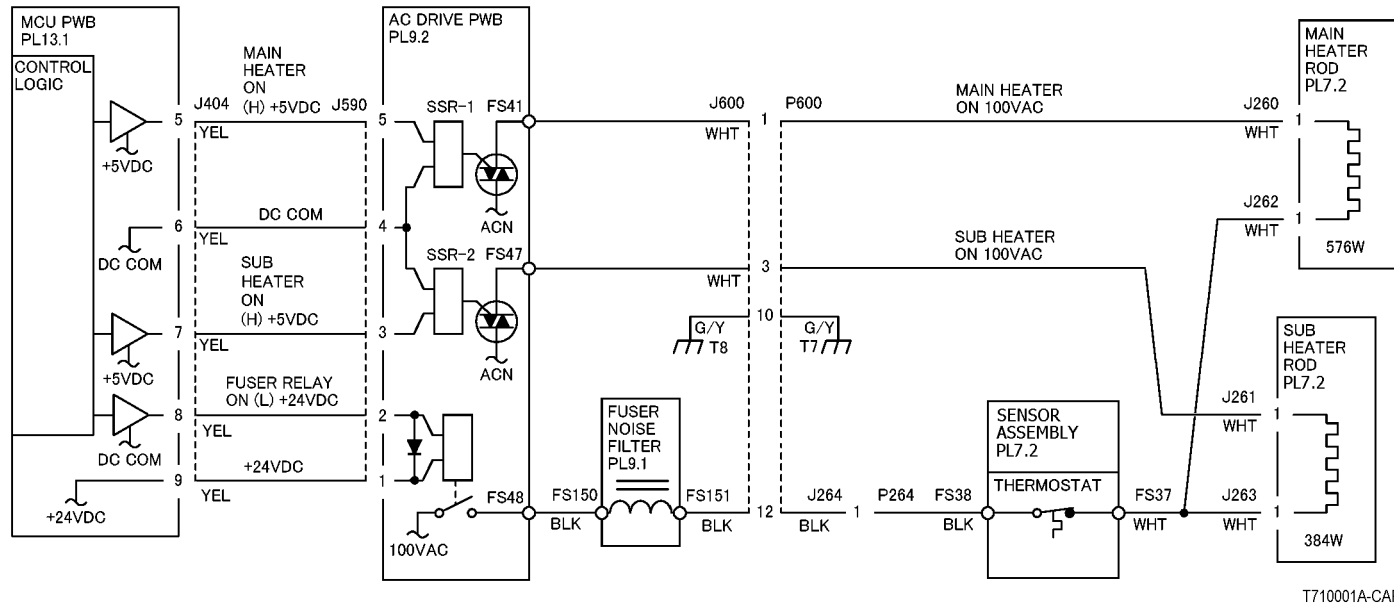 MCU PWB
PL13.1
CONTROL
LOGIC
+5VDC
DC COM
+5VDC
DC COM
+24VDC
5
6
7
8
9
J404
YEL
YEL
YEL
YEL
YEL
MAIN
HEATER
ON
(H) +5VDC
DC COM
SUB
HEATER
ON
(H) +5VDC
FUSER RELAY
ON (L) +24VDC
+24VDC
J590
5
4
3
2
1
AC DRIVE PWB
PL9.2
SSR-1
FS41
ACN
SSR-2
FS47
ACN
100VAC
FS48
FS150
BLK
FUSER
NOISE
FILTER
PL9.1
FS151
BLK
J600
WHT
WHT
P600
1
3
10
12
G/Y
T8
G/Y
T7
MAIN HEATER
ON 100VAC
SUB HEATER
ON 100VAC
J264
BLK
1
P264
FS38
BLK
SENSOR
ASSEMBLY
PL7.2
THERMOSTAT
FS37
WHT
J260
WHT
1
J262
WHT
1
MAIN
HEATER
ROD
PL7.2
576W
J261
WHT
1
J263
WHT
1
SUB
HEATER
ROD
PL7.2
384W
T710001A-CAI